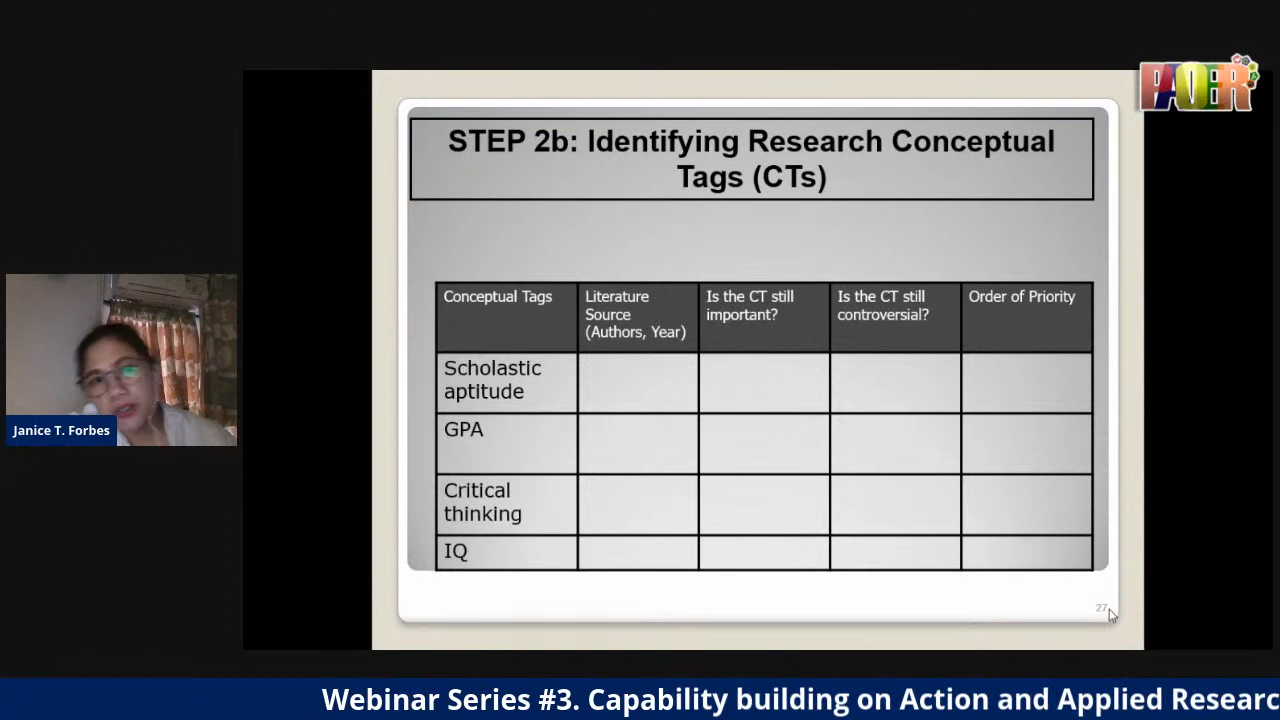 PAOER
STEP 2b: Identifying Research Conceptual
Tags (CTs)
Conceptual Tags
Literature
Source
(Authors, Year)
Is the CT still
important?
Is the CT still
controversial?
Order of Priority
Scholastic
aptitude
GPA
Critical
thinking
IQ
27
Janice T. Forbes
Webinar Series #3. Capability building on Action and Applied Researc